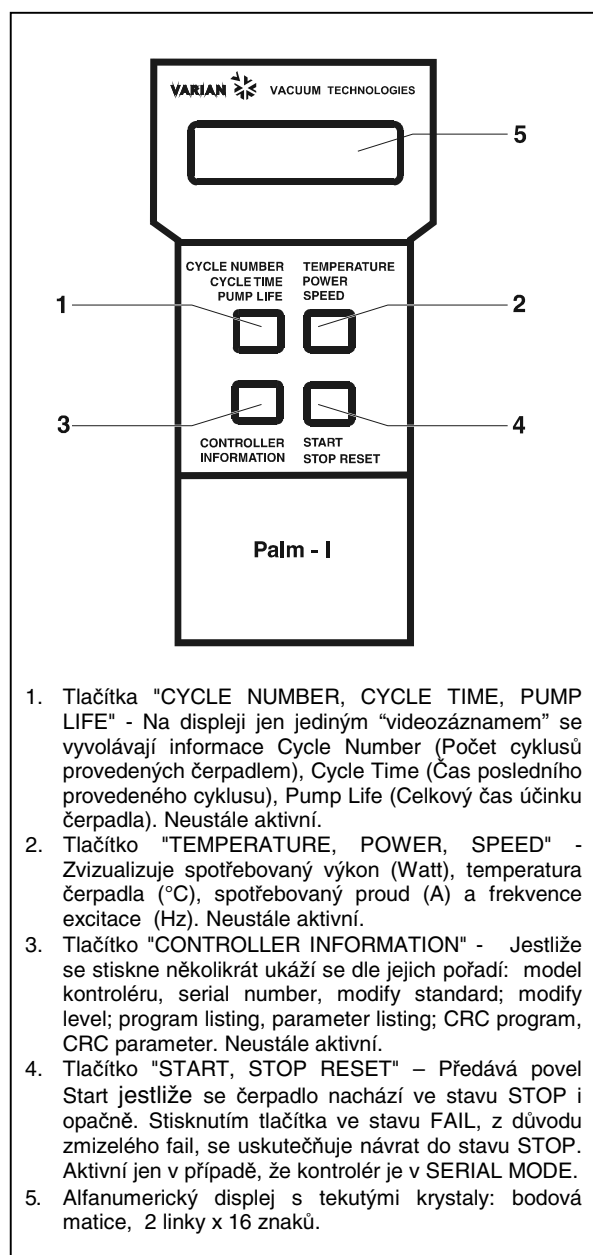 VARIAN VACUUM TECHNOLOGIES
5
CYCLE NUMBER
CYCLE TIME
PUMP LIFE
TEMPERATURE
POWER
SPEED
1
2
3
4
CONTROLLER
INFORMATION
START
STOP RESET
Palm - I
1. Tlačítka "CYCLE NUMBER, CYCLE TIME, PUMP
LIFE" - Na displeji jen jediným “videozáznamem” se
vyvolávají informace Cycle Number (Počet cyklusů
provedených čerpadlem), Cycle Time (Čas posledního
provedeného cyklusu), Pump Life (Celkový čas účinku
čerpadla). Neustále aktivní.
2. Tlačítko "TEMPERATURE, POWER, SPEED" -
Zvizualizuje spotřebovaný výkon (Watt), temperatura
čerpadla (°C), spotřebovaný proud (A) a frekvence
excitace (Hz). Neustále aktivní.
3. Tlačítko "CONTROLLER INFORMATION" - Jestliže
se stiskne několikrát ukáží se dle jejich pořadí: model
kontroléru, serial number, modify standard; modify
level; program listing, parameter listing; CRC program,
CRC parameter. Neustále aktivní.
4. Tlačítko "START, STOP RESET" – Předává povel
Start jestliže se čerpadlo nachází ve stavu STOP i
opačně. Stisknutím tlačítka ve stavu FAIL, z důvodu
zmizelého fail, se uskutečňuje návrat do stavu STOP.
Aktivní jen v případě, že kontrolér je v SERIAL MODE.
5. Alfanumerický displej s tekutými krystaly: bodová
matice, 2 linky x 16 znaků.